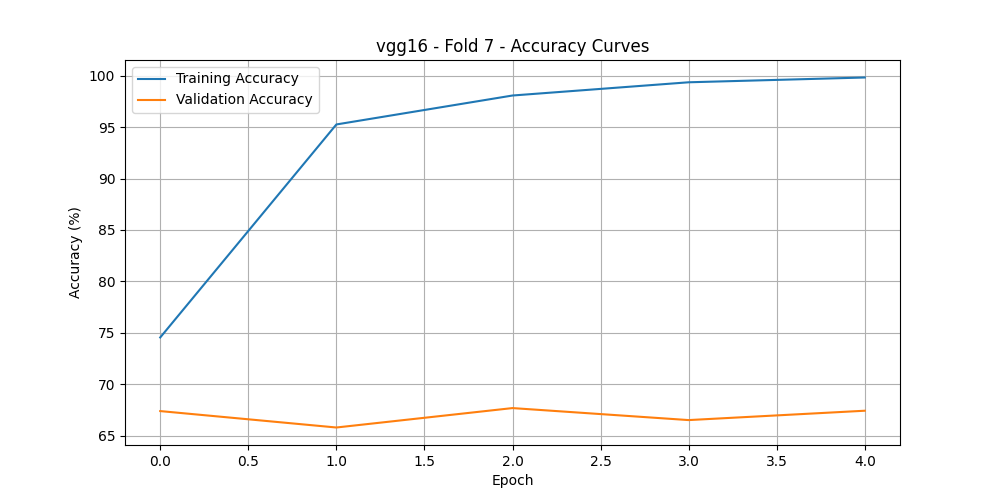 vgg16 - Fold 7 - Accuracy Curves
Training Accuracy
Validation Accuracy
Accuracy (%)
100
95
90
85
80
75
70
65
0.0 0.5 1.0 1.5 2.0 2.5 3.0 3.5 4.0
Epoch